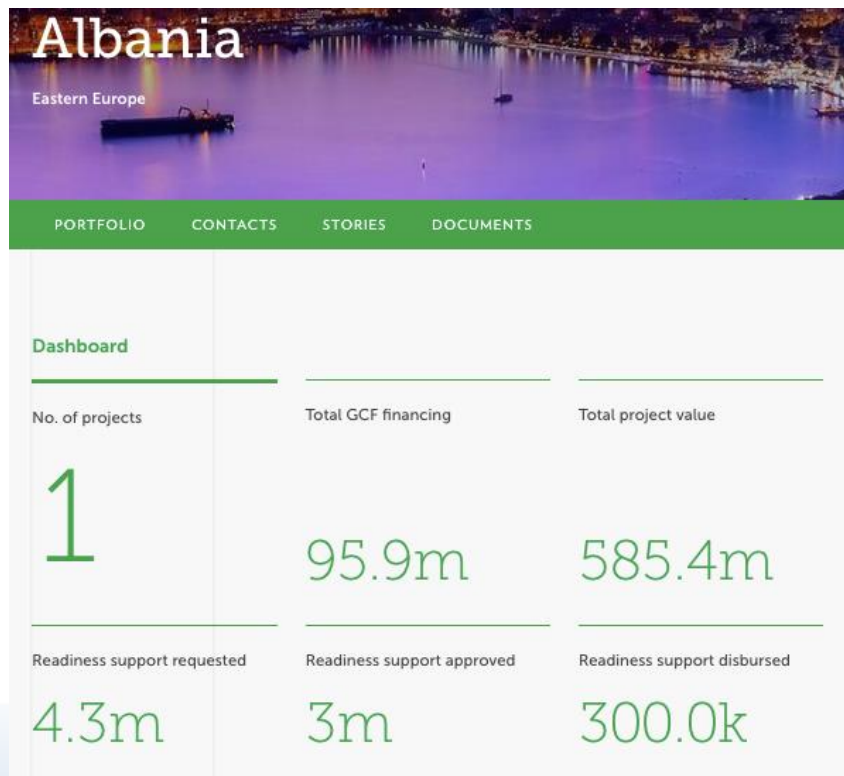 Albania
Eastern Europe
PORTFOLIO CONTACTS STORIES DOCUMENTS
Dashboard
No. of projects Total GCF financing Total project value
1 95.9m 585.4m
Readiness support requested Readiness support approved Readiness support disbursed
4.3m 3m 300.0k